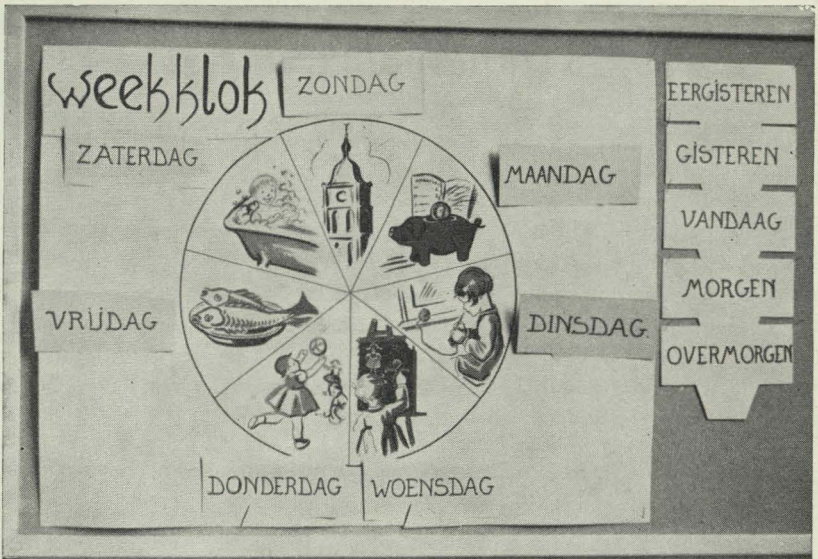 weekklok
ZONDAG
ZATERDAG
MAANDAG
VRIJDAG
DINSDAG
DONDERDAG
WOENSDAG
EERGISTEREN
GISTEREN
VANDAAG
MORGEN
OVERMORGEN